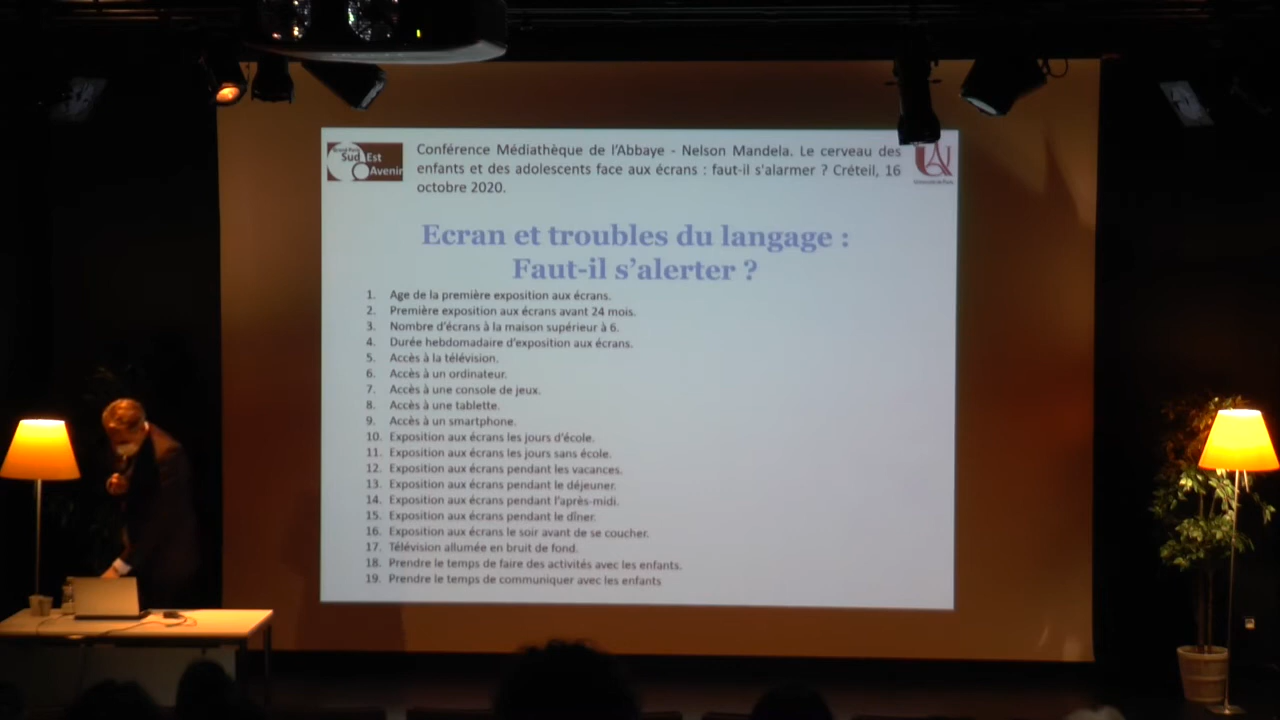 Grand Paris
Sud Est
Avenir
Conférence Médiathèque de l'Abbaye - Nelson Mandela. Le cerveau des
enfants et des adolescents face aux écrans : faut-il s'alarmer ? Créteil, 16
octobre 2020.
Université de Paris
Ecran et troubles du langage :
Faut-il s’alerter ?
1. Age de la première exposition aux écrans.
2. Première exposition aux écrans avant 24 mois.
3. Nombre d'écrans à la maison supérieur à 6.
4. Durée hebdomadaire d'exposition aux écrans.
5. Accès à la télévision.
6. Accès à un ordinateur.
7. Accès à une console de jeux.
8. Accès à une tablette.
9. Accès à un smartphone.
10. Exposition aux écrans les jours d'école.
11. Exposition aux écrans les jours sans école.
12. Exposition aux écrans pendant les vacances.
13. Exposition aux écrans pendant le déjeuner.
14. Exposition aux écrans pendant l'après-midi.
15. Exposition aux écrans pendant le dîner.
16. Exposition aux écrans le soir avant de se coucher.
17. Télévision allumée en bruit de fond.
18. Prendre le temps de faire des activités avec les enfants.
19. Prendre le temps de communiquer avec les enfants